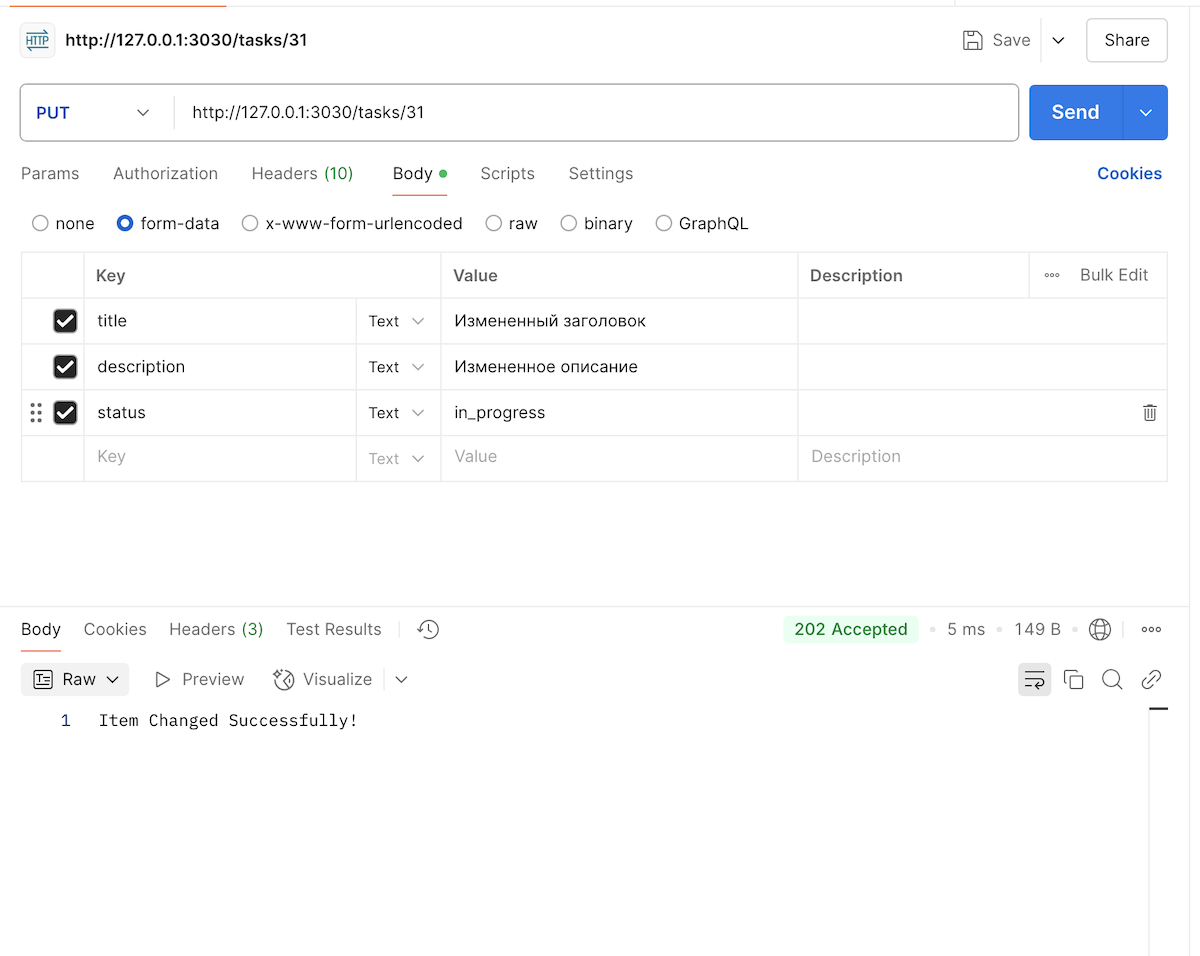 HTTP http://127.0.0.1:3030/tasks/31 Save Share
PUT http://127.0.0.1:3030/tasks/31 Send
Params Authorization Headers (10) Body Scripts Settings Cookies
none form-data x-www-form-urlencoded raw binary GraphQL
Key Value Description Bulk Edit
title Text Измененный заголовок
description Text Измененное описание
status Text in_progress
Key Text Value Description
Body Cookies Headers (3) Test Results 202 Accepted 5 ms 149 B
Raw Preview Visualize
1 Item Changed Successfully!